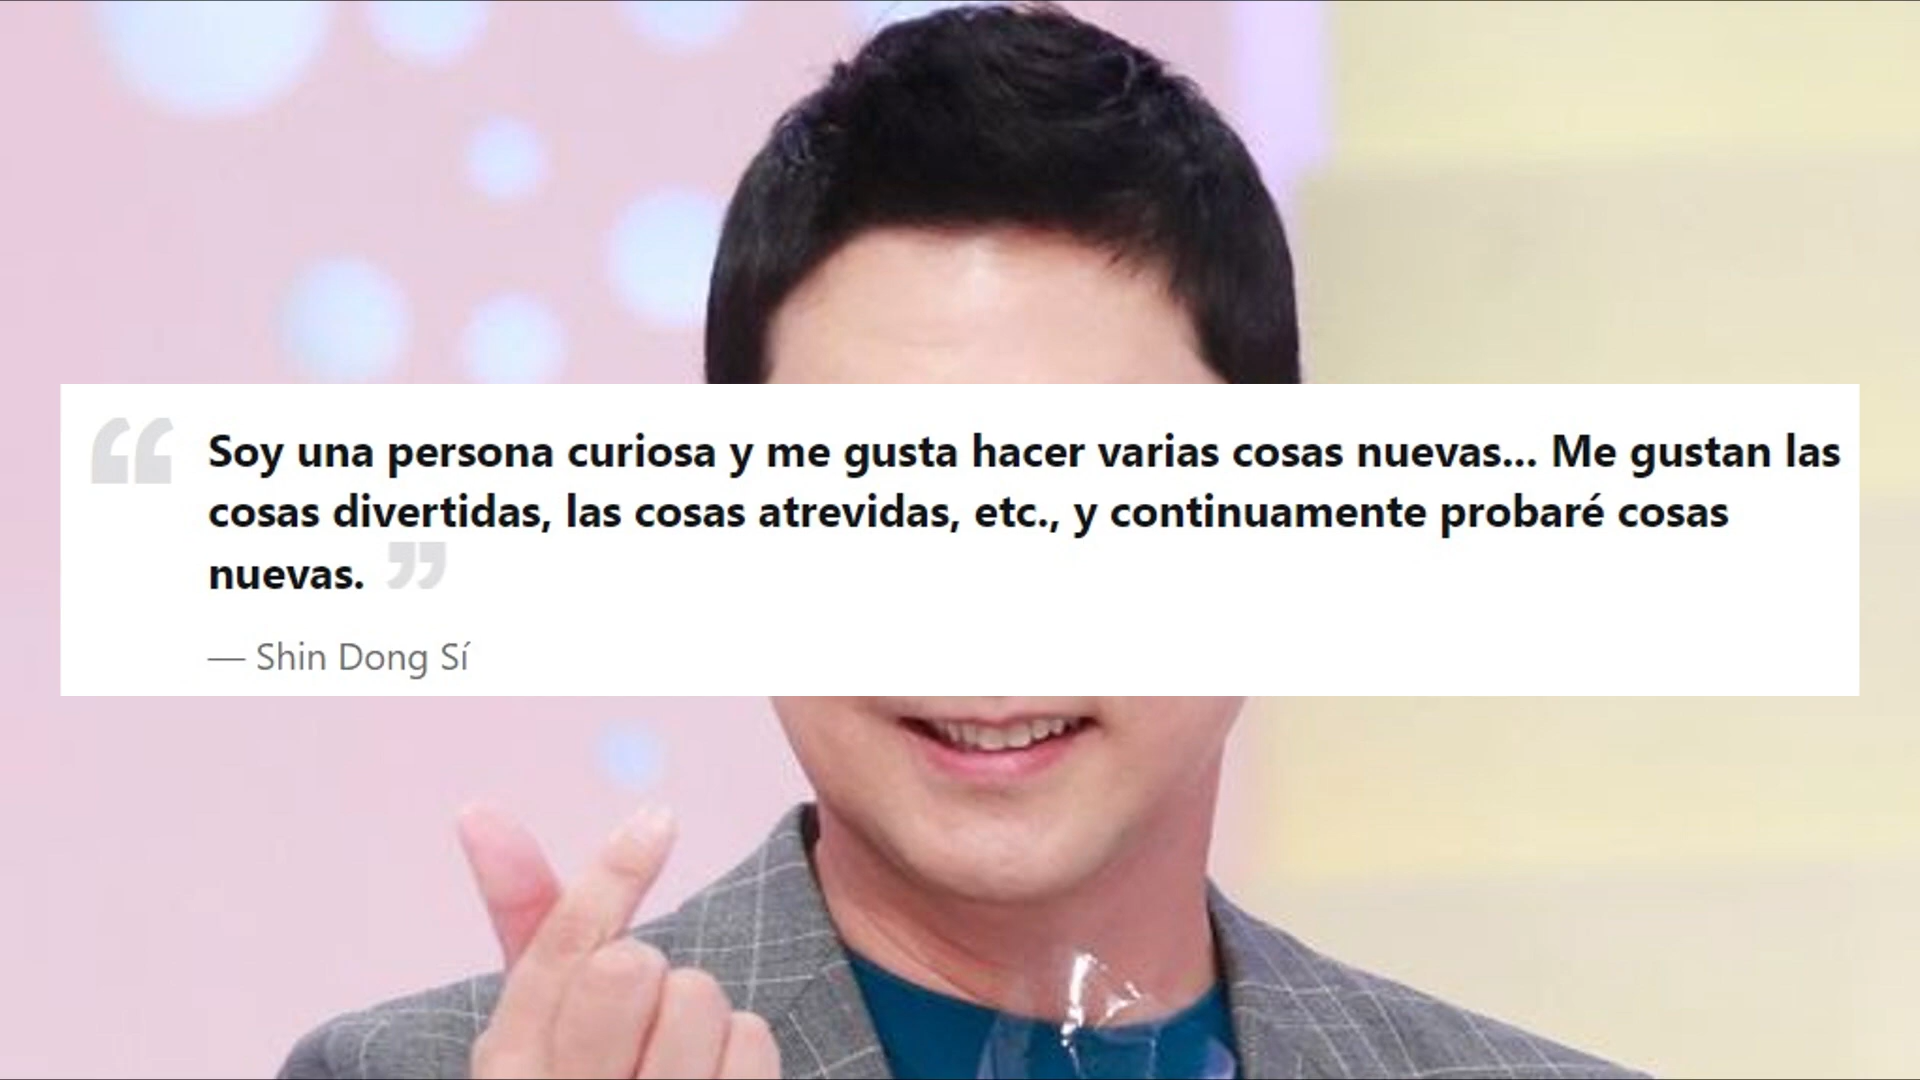 Soy una persona curiosa y me gusta hacer varias cosas nuevas... Me gustan las
cosas divertidas, las cosas atrevidas, etc., y continuamente probaré cosas
nuevas.
— Shin Dong Sí